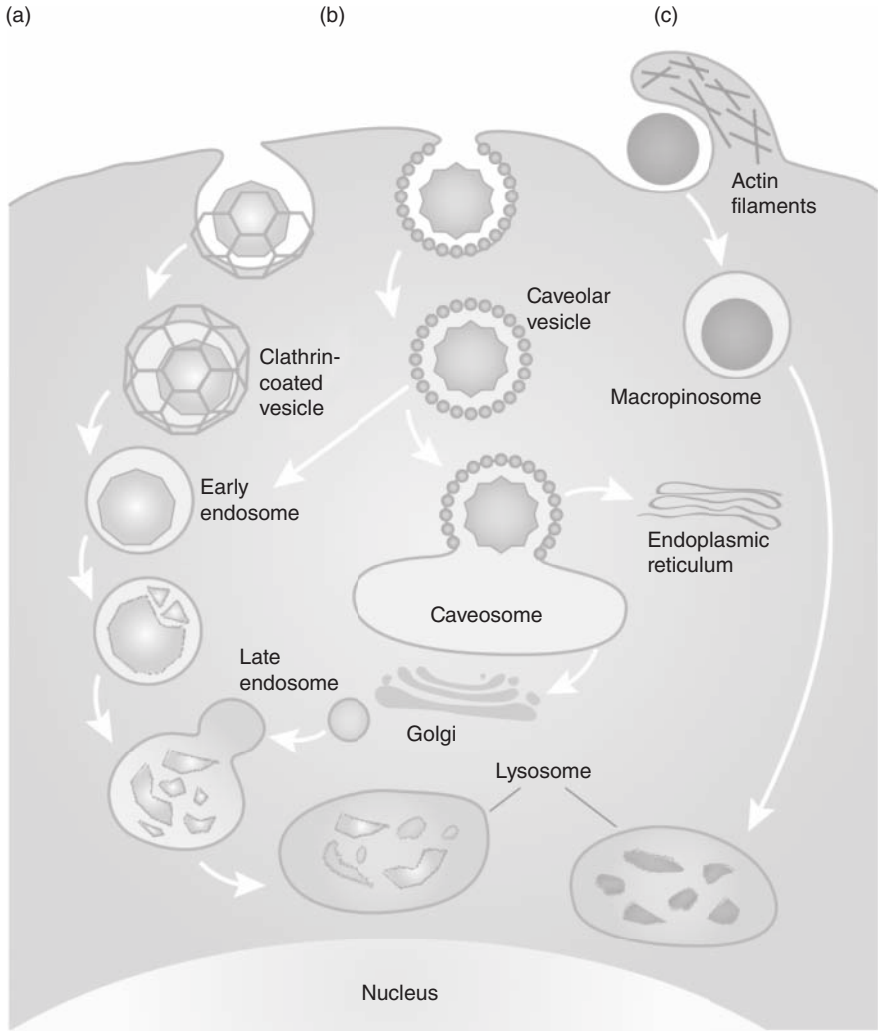 (a)
(b)
(c)
Actin
filaments
Caveolar
vesicle
Clathrin-
coated
vesicle
Macropinosome
Early
endosome
Endoplasmic
reticulum
Caveosome
Late
endosome
Golgi
Lysosome
Nucleus